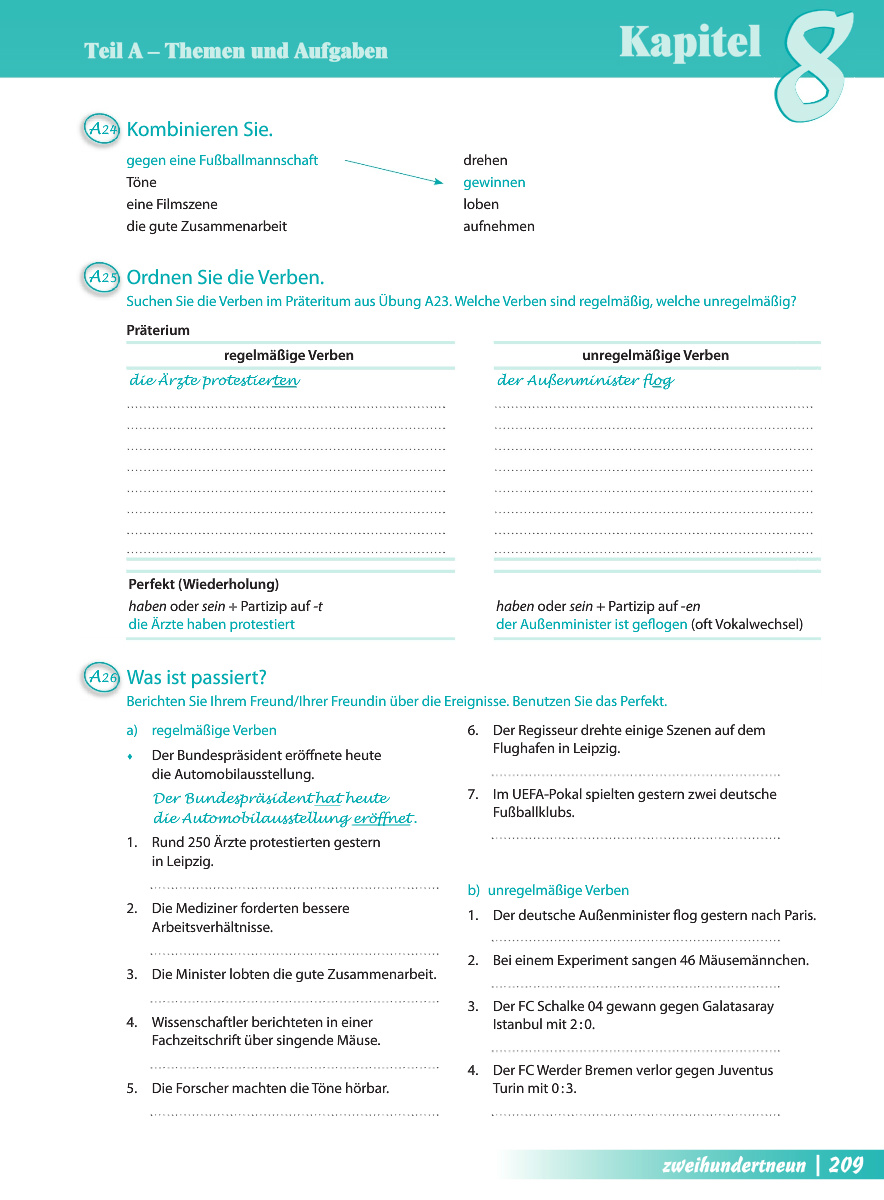 Teil A – Themen und Aufgaben
Kapitel 8
A24 Kombinieren Sie.
gegen eine Fußballmannschaft drehen
Töne gewinnen
eine Filmszene loben
die gute Zusammenarbeit aufnehmen
A25 Ordnen Sie die Verben.
Suchen Sie die Verben im Präteritum aus Übung A23. Welche Verben sind regelmäßig, welche unregelmäßig?
Präterium
regelmäßige Verben unregelmäßige Verben
die Ärzte protestierten der Außenminister flog
Perfekt (Wiederholung)
haben oder sein + Partizip auf -t haben oder sein + Partizip auf -en
die Ärzte haben protestiert der Außenminister ist geflogen (oft Vokalwechsel)
A26 Was ist passiert?
Berichten Sie Ihrem Freund/Ihrer Freundin über die Ereignisse. Benutzen Sie das Perfekt.
a) regelmäßige Verben
Der Bundespräsident eröffnete heute
die Automobilausstellung.
Der Bundespräsident hat heute
die Automobilausstellung eröffnet.
1. Rund 250 Ärzte protestierten gestern
in Leipzig.
2. Die Mediziner forderten bessere
Arbeitsverhältnisse.
3. Die Minister lobten die gute Zusammenarbeit.
4. Wissenschaftler berichteten in einer
Fachzeitschrift über singende Mäuse.
5. Die Forscher machten die Töne hörbar.
6. Der Regisseur drehte einige Szenen auf dem
Flughafen in Leipzig.
7. Im UEFA-Pokal spielten gestern zwei deutsche
Fußballklubs.
b) unregelmäßige Verben
1. Der deutsche Außenminister flog gestern nach Paris.
2. Bei einem Experiment sangen 46 Mäusemännchen.
3. Der FC Schalke 04 gewann gegen Galatasaray
Istanbul mit 2:0.
4. Der FC Werder Bremen verlor gegen Juventus
Turin mit 0:3.
zweihundertneun | 209